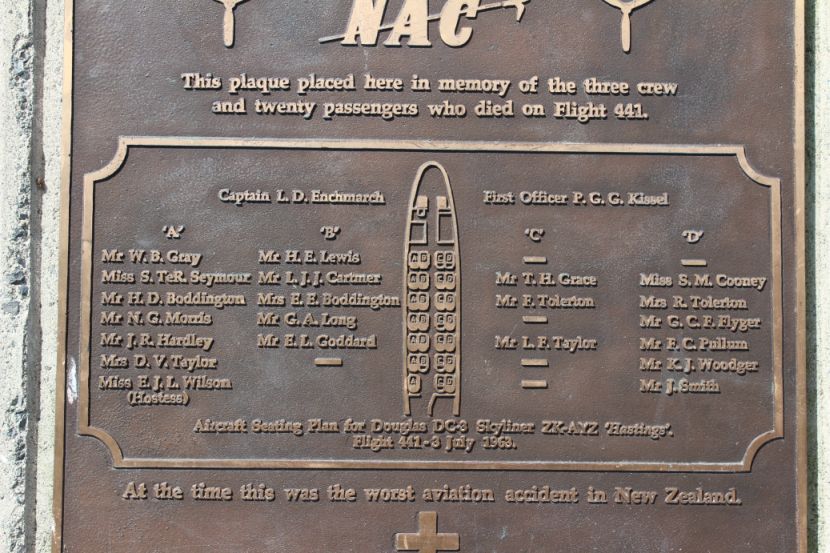 NAC
This plaque placed here in memory of the three crew
and twenty passengers who died on Flight 441.
Captain L. D. Enchmarch
First Officer P. G. G. Kissel
'A'
Mr W. B. Gray
Miss S. TeR. Seymour
Mr H. D. Boddington
Mr N. G. Morris
Mr J. R. Hardley
Mrs D. V. Taylor
Miss E. J. L. Wilson
(Hostess)
'B'
Mr H. E. Lewis
Mr L. J. J. Cartmer
Mrs E. E. Boddington
Mr G. A. Long
Mr E. L. Goddard
—
'C'
—
Mr T. H. Grace
Mr F. Tolerton
—
Mr L. F. Taylor
—
—
'D'
—
Miss S. M. Cooney
Mrs R. Tolerton
Mr G. C. F. Flyger
Mr F. C. Pullum
Mr K. J. Woodger
Mr J. Smith
A B C D
A B C D
A B C D
A B C D
A B C D
A B C D
A C D
Aircraft Seating Plan for Douglas DC-3 Skyliner ZK-AYZ 'Hastings'.
Flight 441 - 3 July 1963.
At the time this was the worst aviation accident in New Zealand.